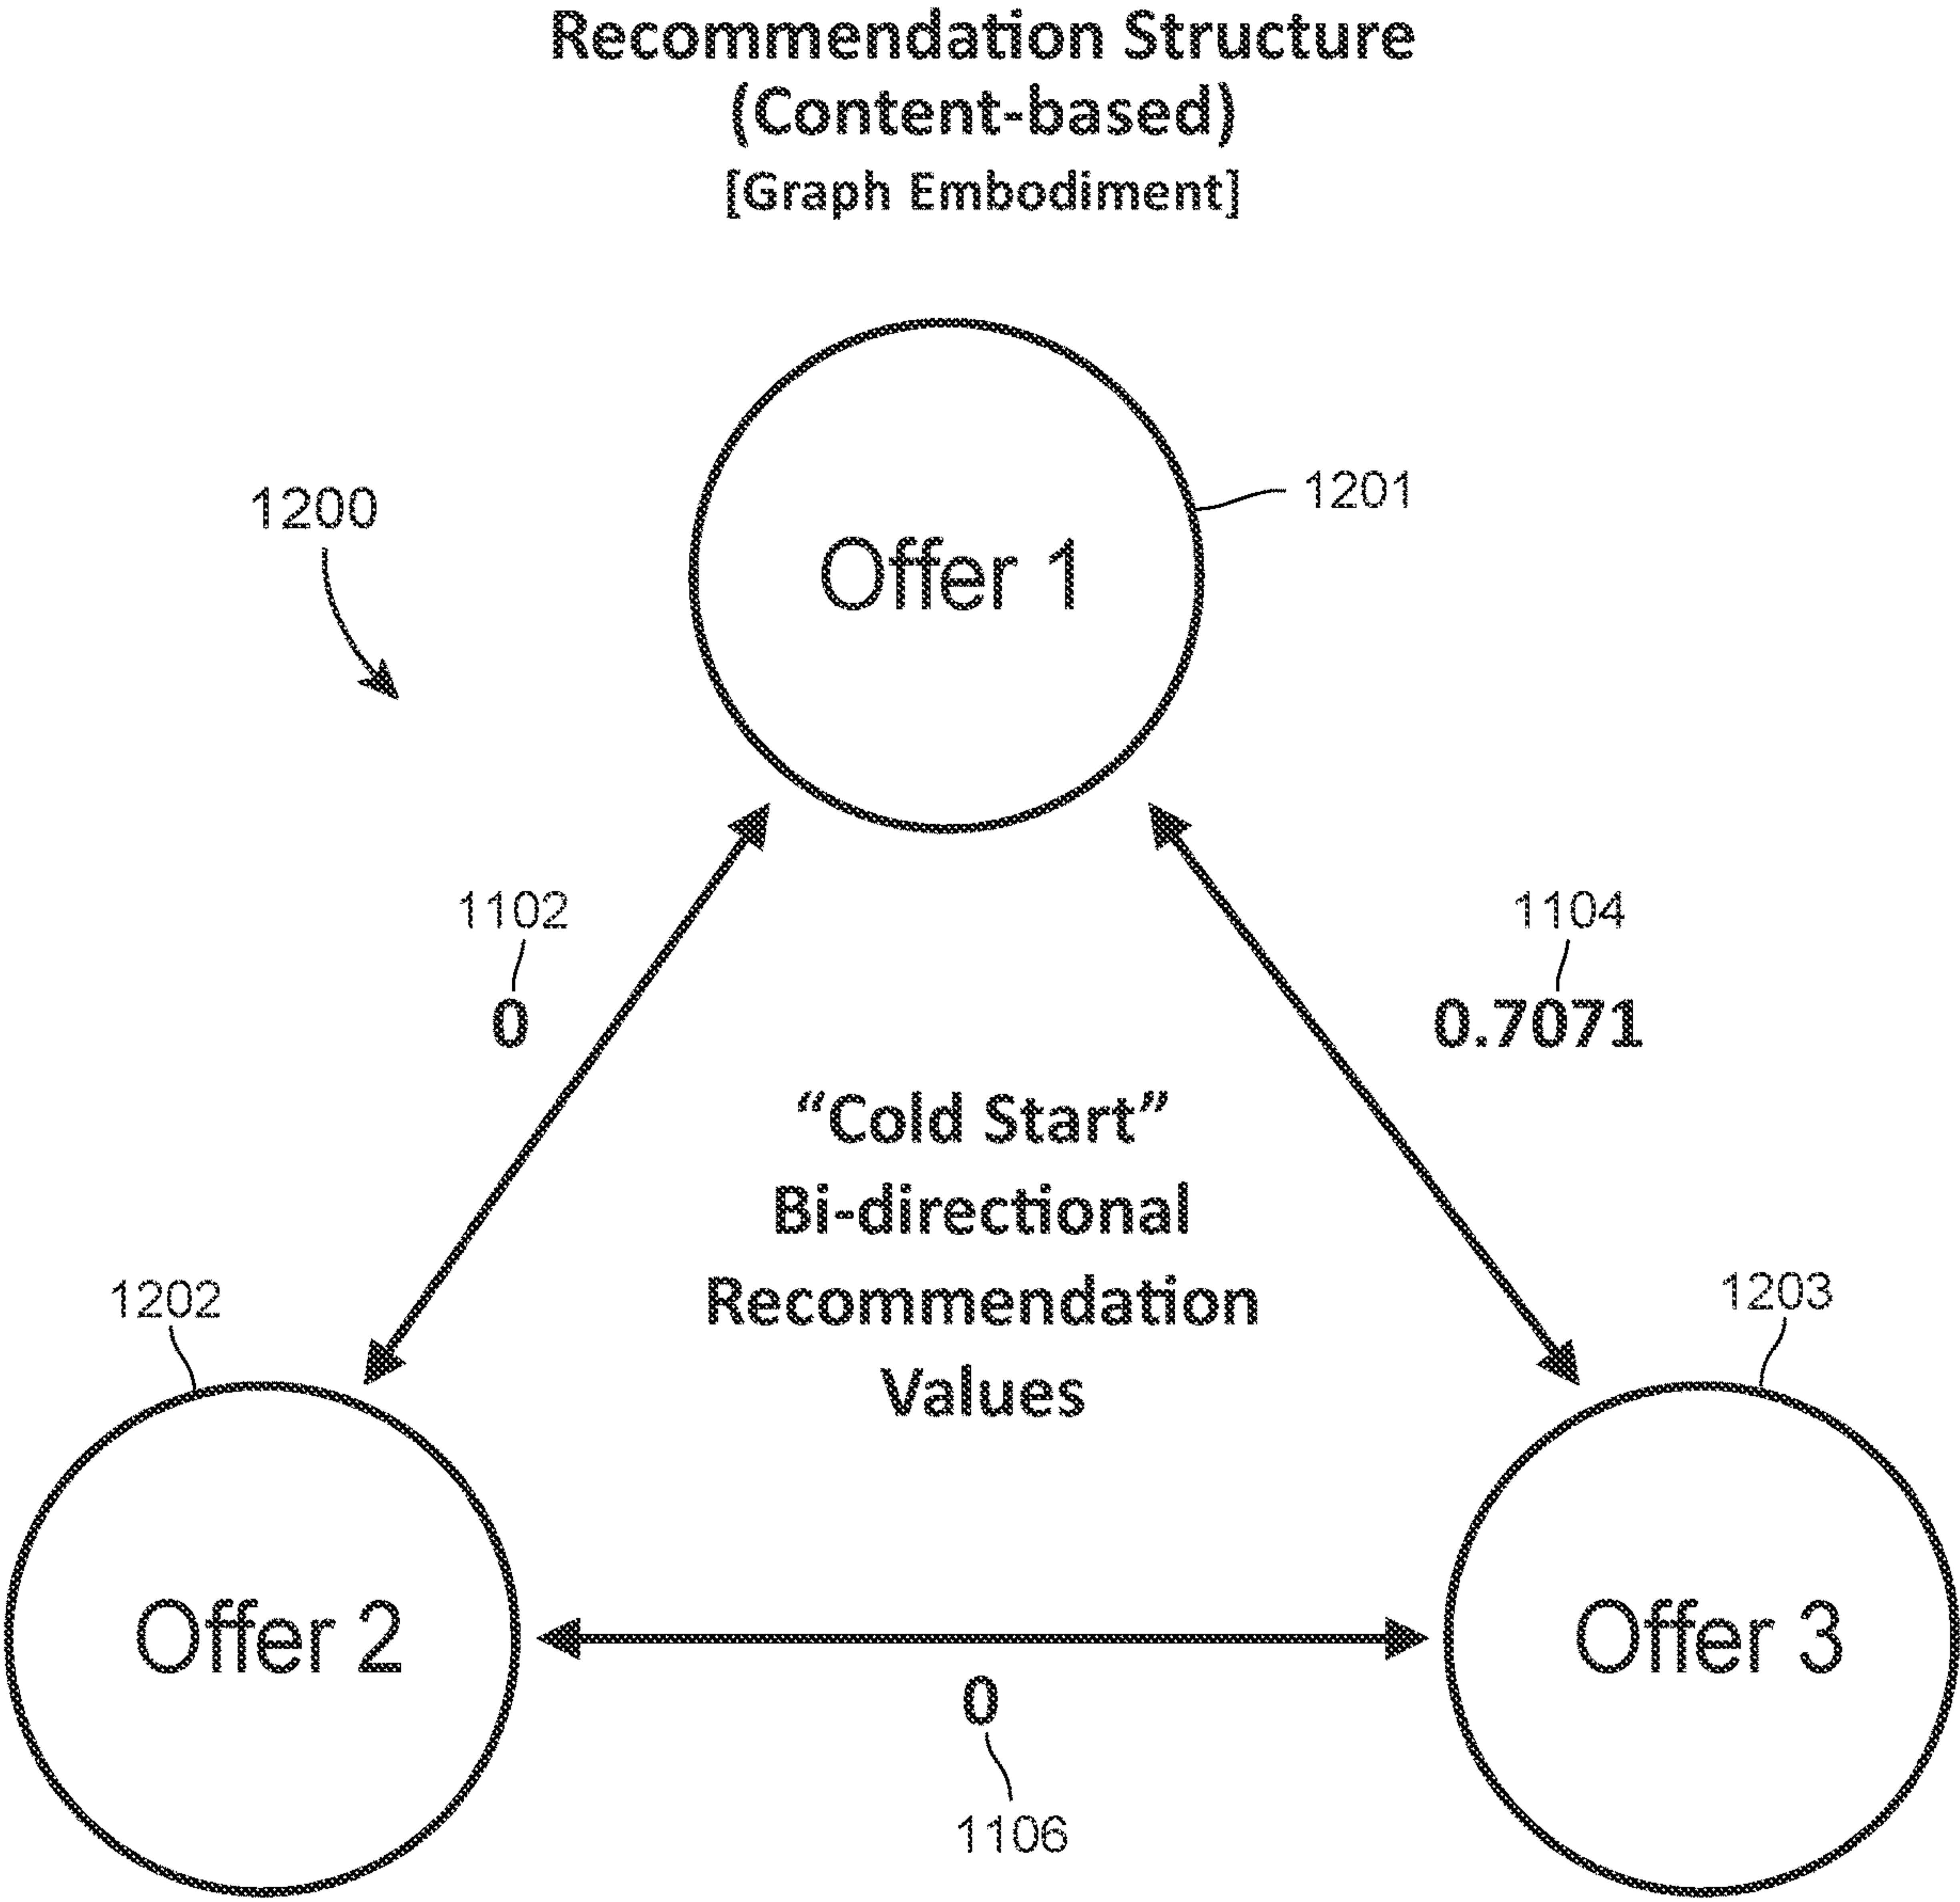 Recommendation Structure
(Content-based)
[Graph Embodiment]
1200
1201
Offer 1
1102
0
1104
0.7071
“Cold Start”
Bi-directional
Recommendation
Values
1202
1203
Offer 2
Offer 3
0
1106